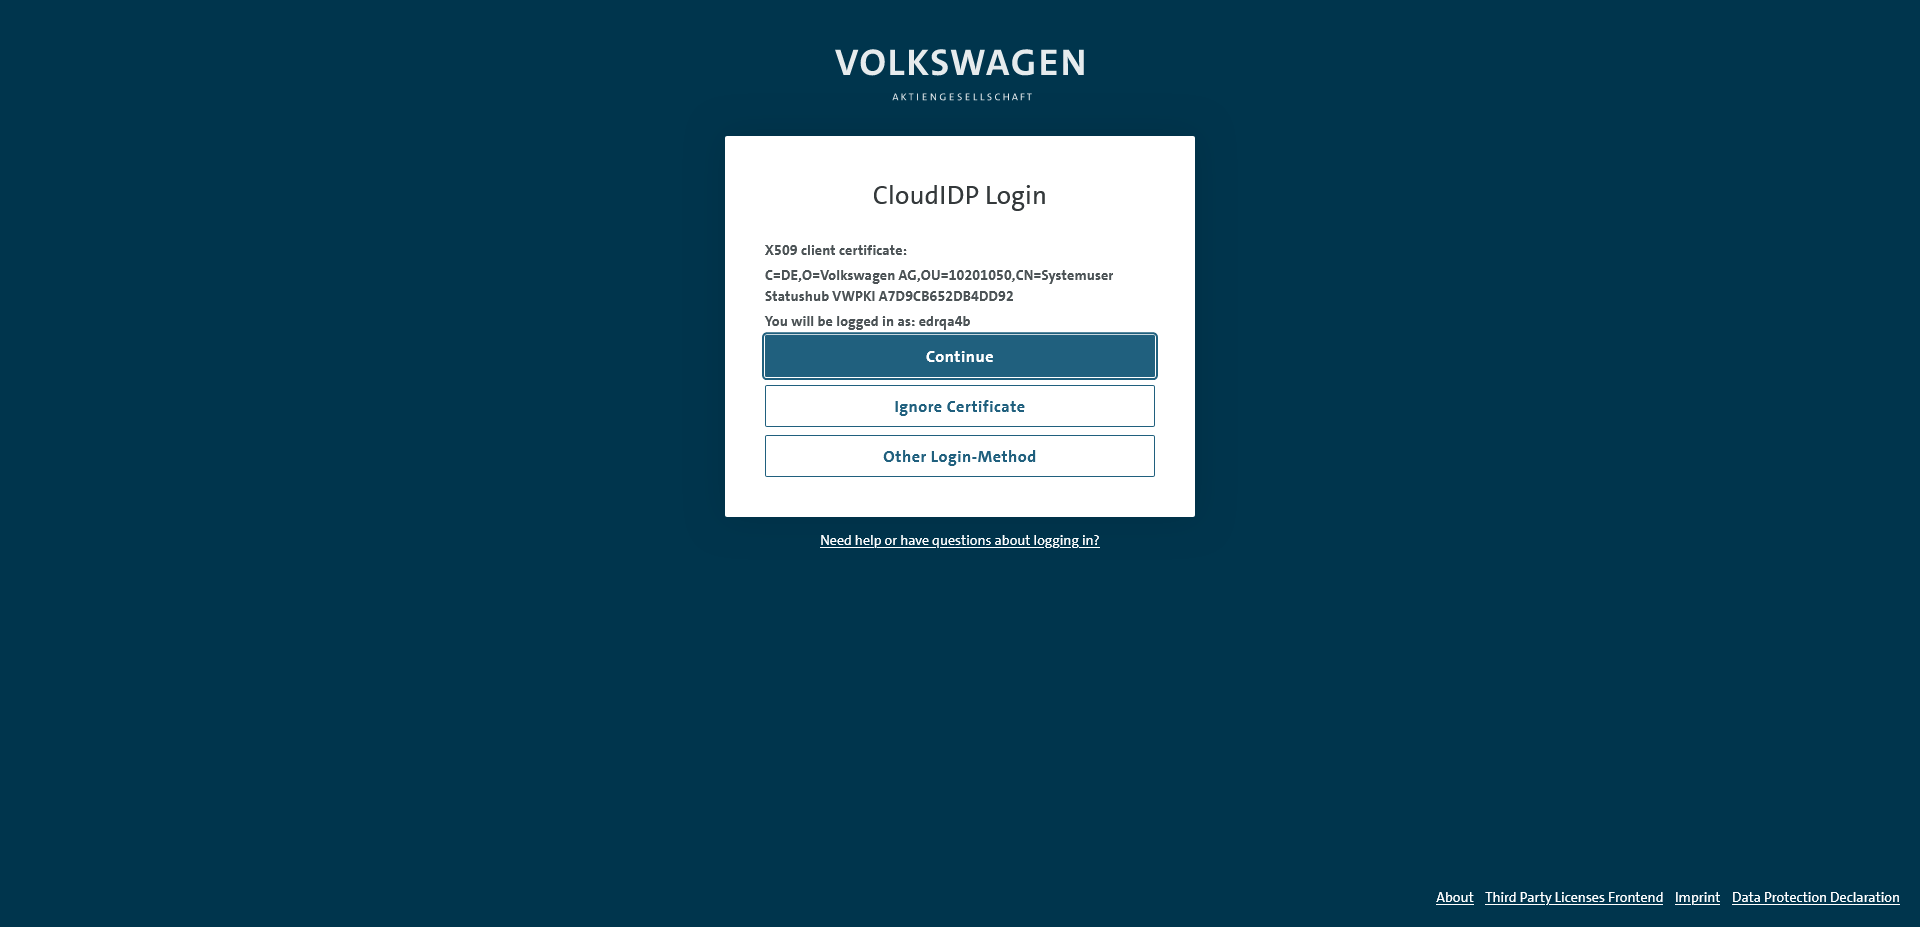 VOLKSWAGEN
AKTIENGESELLSCHAFT
CloudIDP Login
X509 client certificate:
C=DE,O=Volkswagen AG,OU=10201050,CN=Systemuser
Statushub VWPKI A7D9CB652DB4DD92
You will be logged in as: edrqa4b
Continue
Ignore Certificate
Other Login-Method
Need help or have questions about logging in?
About Third Party Licenses Frontend Imprint Data Protection Declaration